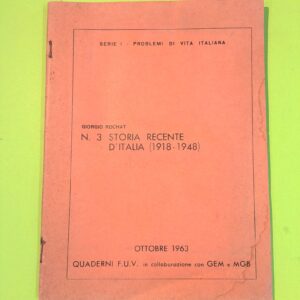 SERIE I - PROBLEMI DI VITA ITALIANA
GIORGIO ROCHAT
N. 3 STORIA RECENTE
D'ITALIA (1918-1948)
OTTOBRE 1963
QUADERNI F.U.V. in collaborazione con GEM e MGB